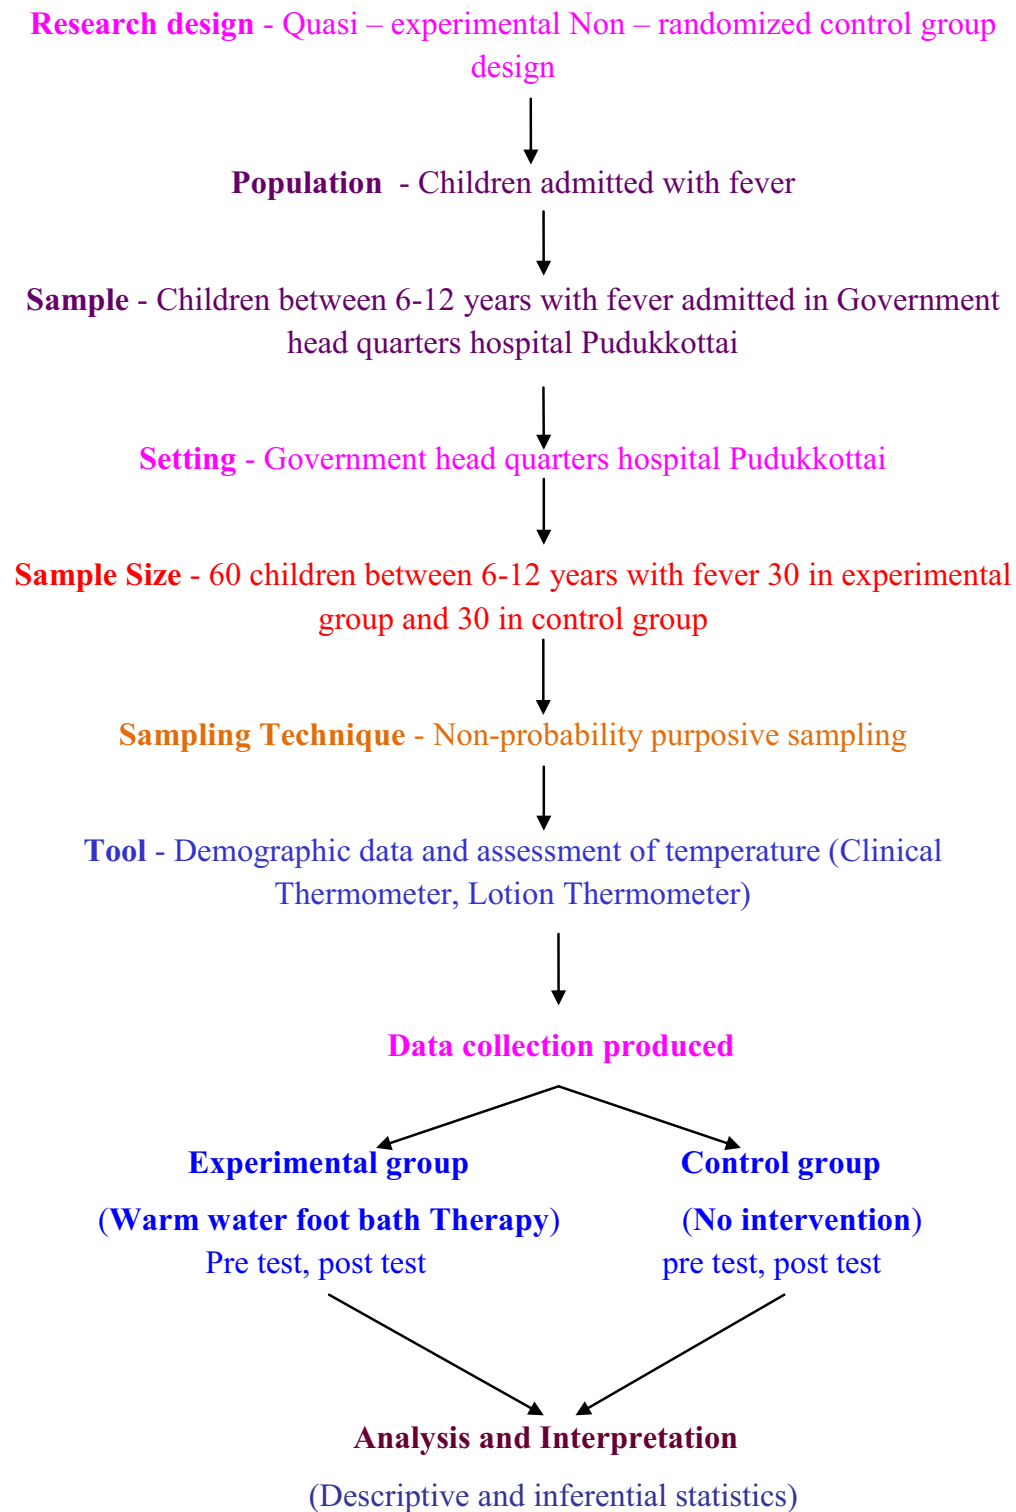 Research design - Quasi – experimental Non – randomized control group
design
Population - Children admitted with fever
Sample - Children between 6-12 years with fever admitted in Government
head quarters hospital Pudukkottai
Setting - Government head quarters hospital Pudukkottai
Sample Size - 60 children between 6-12 years with fever 30 in experimental
group and 30 in control group
Sampling Technique - Non-probability purposive sampling
Tool - Demographic data and assessment of temperature (Clinical
Thermometer, Lotion Thermometer)
Data collection produced
Experimental group
(Warm water foot bath Therapy)
Pre test, post test
Control group
(No intervention)
pre test, post test
Analysis and Interpretation
(Descriptive and inferential statistics)